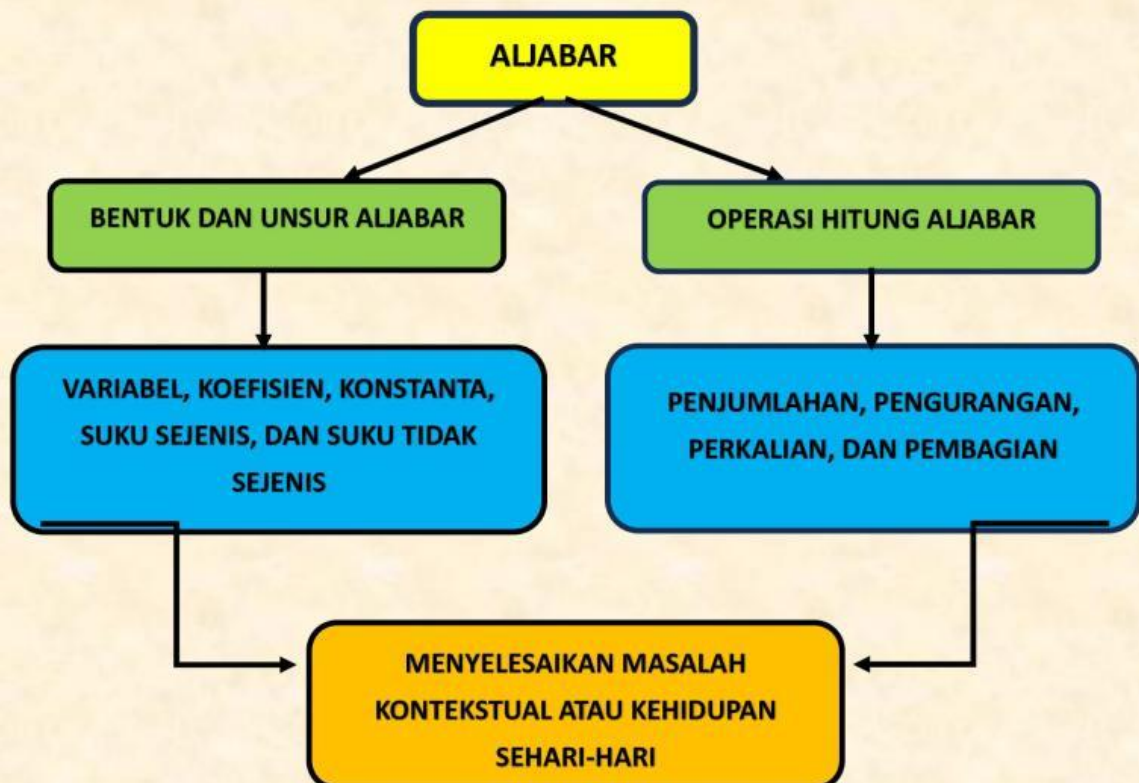 ALJABAR
BENTUK DAN UNSUR ALJABAR
OPERASI HITUNG ALJABAR
VARIABEL, KOEFISIEN, KONSTANTA,
SUKU SEJENIS, DAN SUKU TIDAK
SEJENIS
PENJUMLAHAN, PENGURANGAN,
PERKALIAN, DAN PEMBAGIAN
MENYELESAIKAN MASALAH
KONTEKSTUAL ATAU KEHIDUPAN
SEHARI-HARI